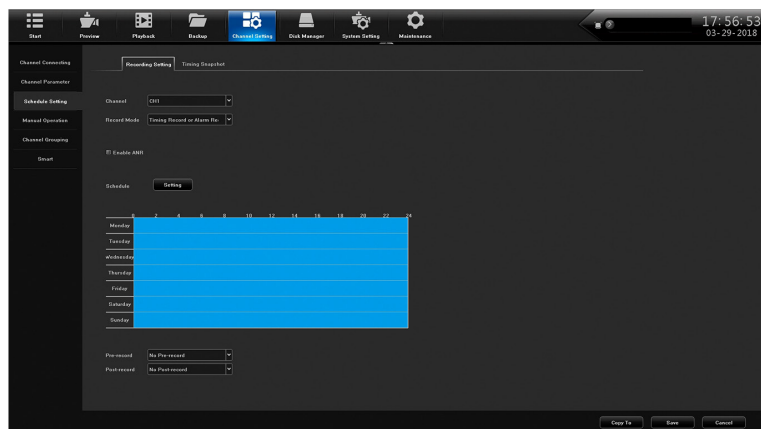 Start Preview Playback Backup Channel Setting Disk Manager System Setting Maintenance
17:56:53
03-29-2018
Channel Connecting
Channel Parameter
Schedule Setting
Manual Operation
Channel Grouping
Smart
Recording Setting Timing Snapshot
Channel CH1
Record Mode Timing Record or Alarm Re
Enable ANR
Schedule Setting
0 2 4 6 8 10 12 14 16 18 20 22 24
Monday
Tuesday
Wednesday
Thursday
Friday
Saturday
Sunday
Pre-record No Pre-record
Post-record No Post-record
Copy To Save Cancel